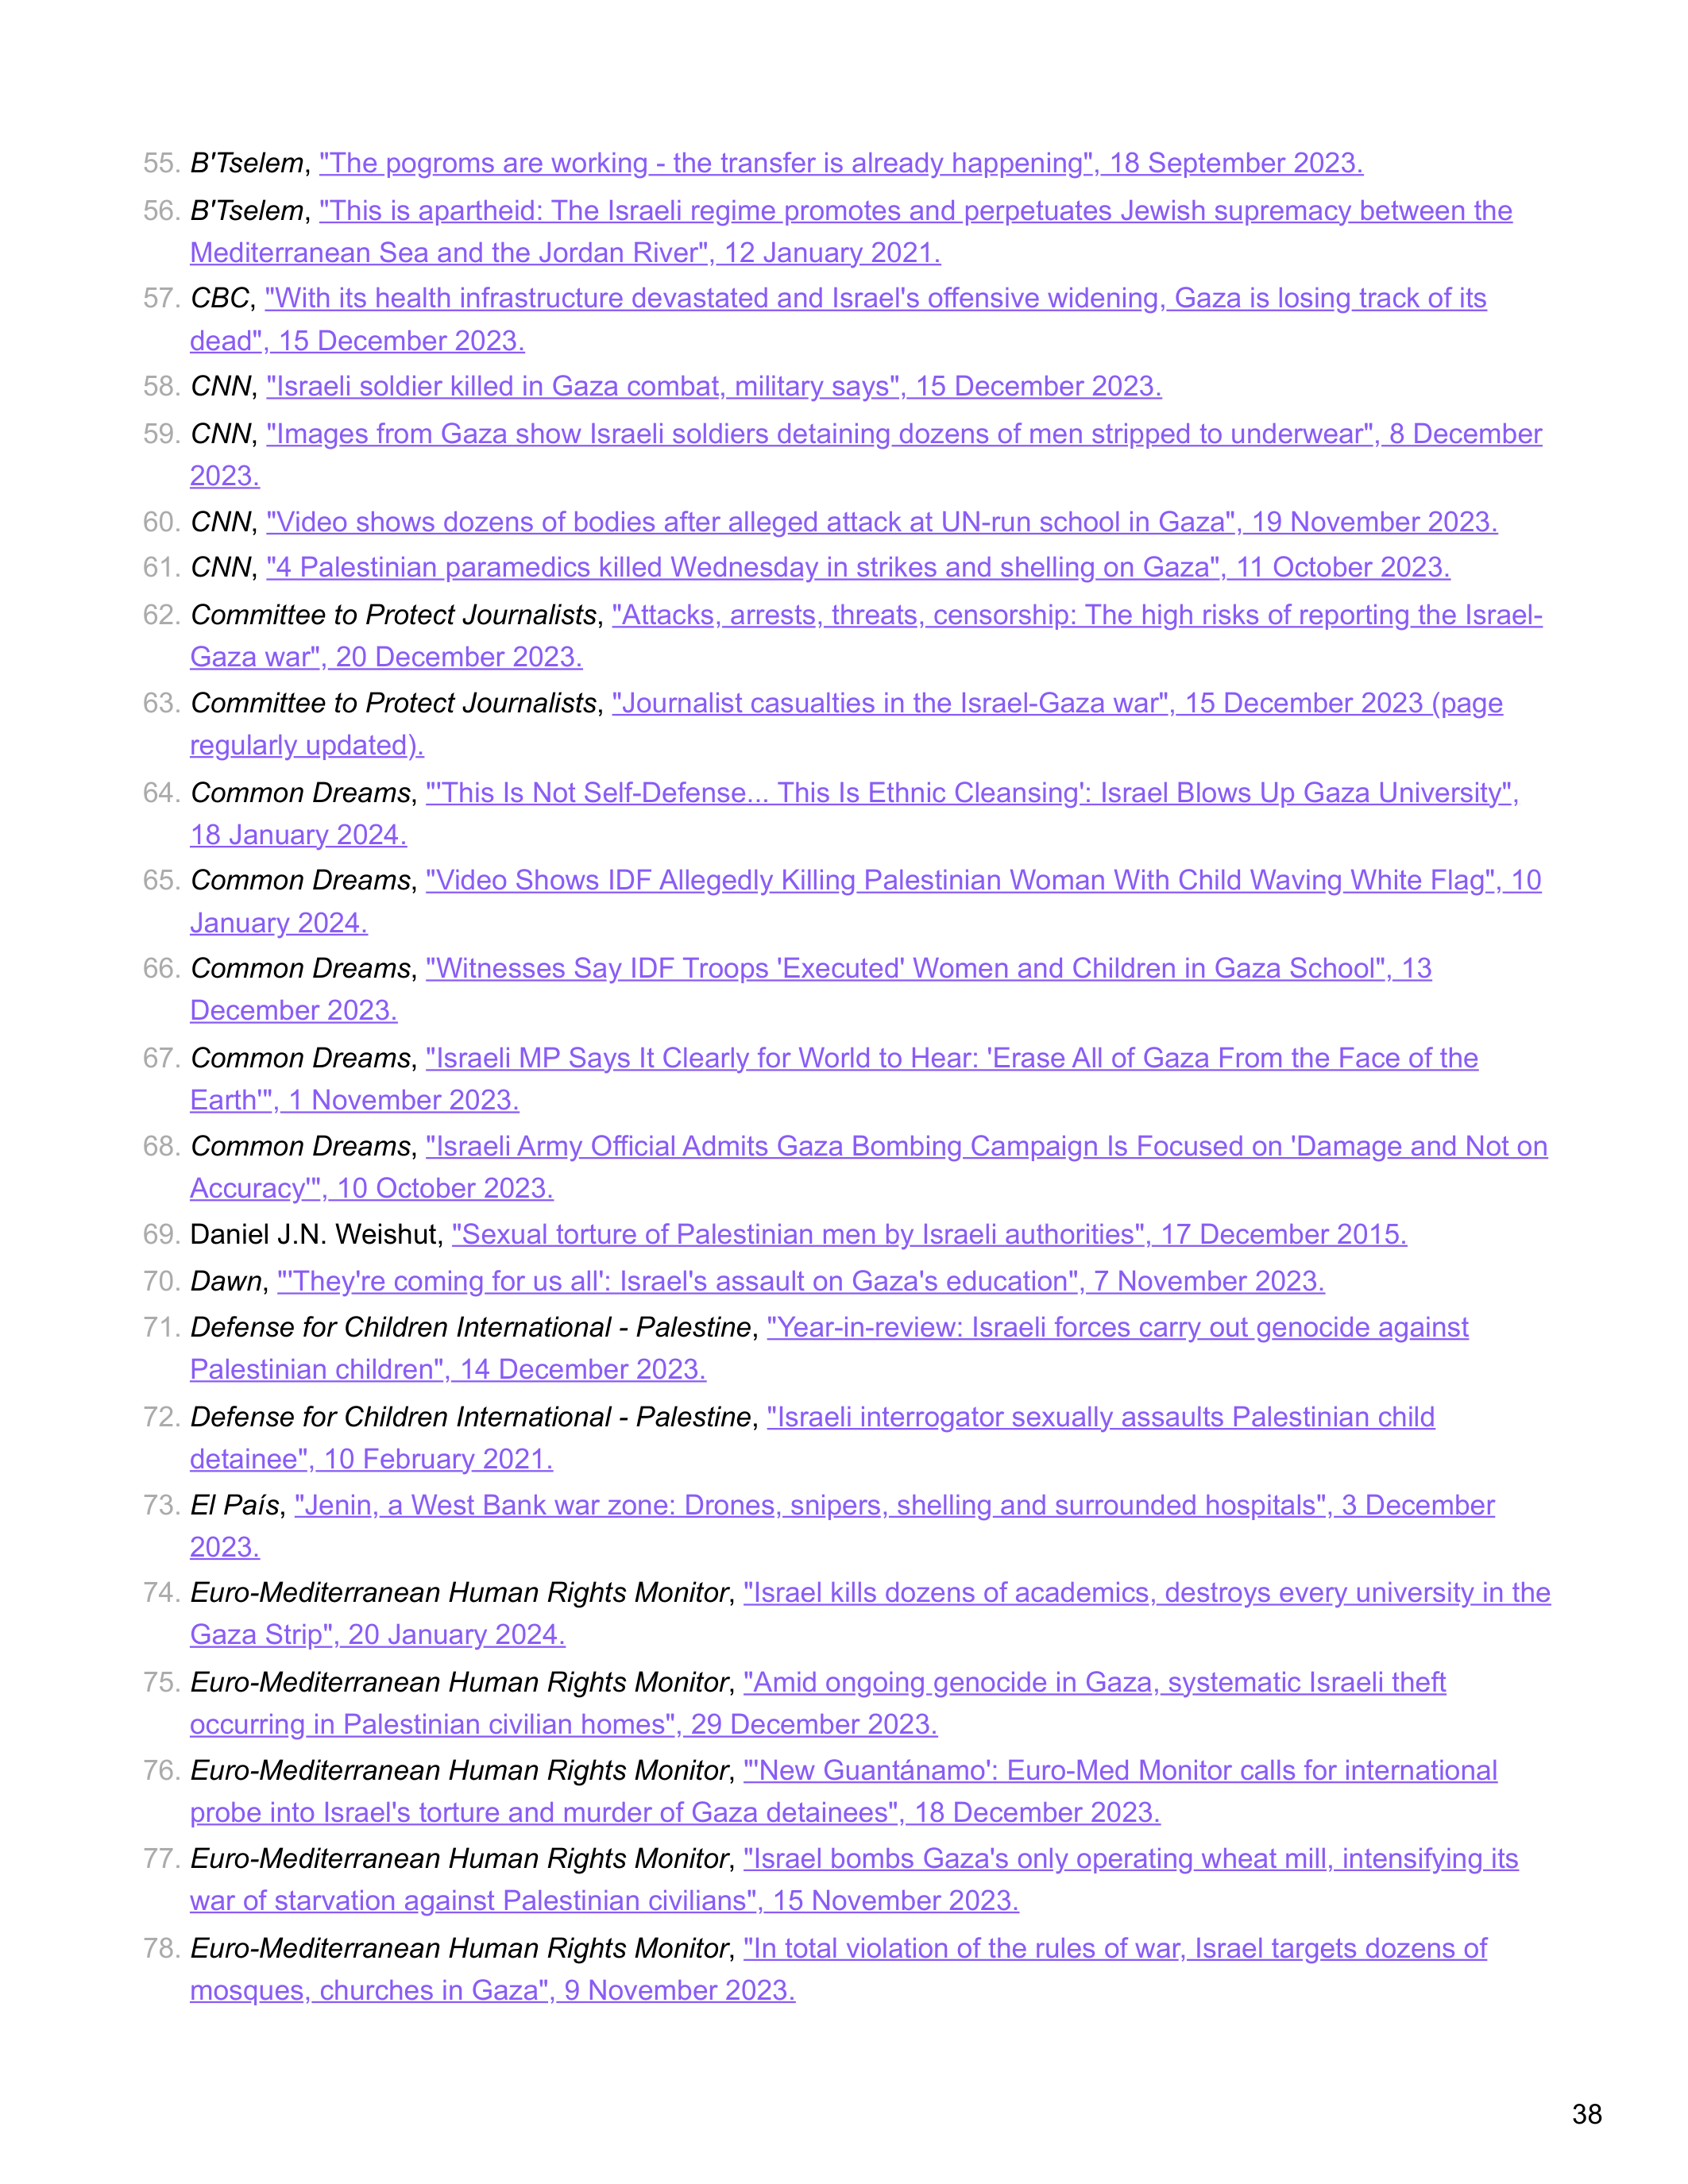 55. B'Tselem, "The pogroms are working - the transfer is already happening", 18 September 2023.
56. B'Tselem, "This is apartheid: The Israeli regime promotes and perpetuates Jewish supremacy between the
Mediterranean Sea and the Jordan River", 12 January 2021.
57. CBC, "With its health infrastructure devastated and Israel's offensive widening, Gaza is losing track of its
dead", 15 December 2023.
58. CNN, "Israeli soldier killed in Gaza combat, military says", 15 December 2023.
59. CNN, "Images from Gaza show Israeli soldiers detaining dozens of men stripped to underwear", 8 December
2023.
60. CNN, "Video shows dozens of bodies after alleged attack at UN-run school in Gaza", 19 November 2023.
61. CNN, "4 Palestinian paramedics killed Wednesday in strikes and shelling on Gaza", 11 October 2023.
62. Committee to Protect Journalists, "Attacks, arrests, threats, censorship: The high risks of reporting the Israel-
Gaza war", 20 December 2023.
63. Committee to Protect Journalists, "Journalist casualties in the Israel-Gaza war", 15 December 2023 (page
regularly updated).
64. Common Dreams, "'This Is Not Self-Defense... This Is Ethnic Cleansing': Israel Blows Up Gaza University",
18 January 2024.
65. Common Dreams, "Video Shows IDF Allegedly Killing Palestinian Woman With Child Waving White Flag", 10
January 2024.
66. Common Dreams, "Witnesses Say IDF Troops 'Executed' Women and Children in Gaza School", 13
December 2023.
67. Common Dreams, "Israeli MP Says It Clearly for World to Hear: 'Erase All of Gaza From the Face of the
Earth'", 1 November 2023.
68. Common Dreams, "Israeli Army Official Admits Gaza Bombing Campaign Is Focused on 'Damage and Not on
Accuracy'", 10 October 2023.
69. Daniel J.N. Weishut, "Sexual torture of Palestinian men by Israeli authorities", 17 December 2015.
70. Dawn, "'They're coming for us all': Israel's assault on Gaza's education", 7 November 2023.
71. Defense for Children International - Palestine, "Year-in-review: Israeli forces carry out genocide against
Palestinian children", 14 December 2023.
72. Defense for Children International - Palestine, "Israeli interrogator sexually assaults Palestinian child
detainee", 10 February 2021.
73. El País, "Jenin, a West Bank war zone: Drones, snipers, shelling and surrounded hospitals", 3 December
2023.
74. Euro-Mediterranean Human Rights Monitor, "Israel kills dozens of academics, destroys every university in the
Gaza Strip", 20 January 2024.
75. Euro-Mediterranean Human Rights Monitor, "Amid ongoing genocide in Gaza, systematic Israeli theft
occurring in Palestinian civilian homes", 29 December 2023.
76. Euro-Mediterranean Human Rights Monitor, "'New Guantánamo': Euro-Med Monitor calls for international
probe into Israel's torture and murder of Gaza detainees", 18 December 2023.
77. Euro-Mediterranean Human Rights Monitor, "Israel bombs Gaza's only operating wheat mill, intensifying its
war of starvation against Palestinian civilians", 15 November 2023.
78. Euro-Mediterranean Human Rights Monitor, "In total violation of the rules of war, Israel targets dozens of
mosques, churches in Gaza", 9 November 2023.
38